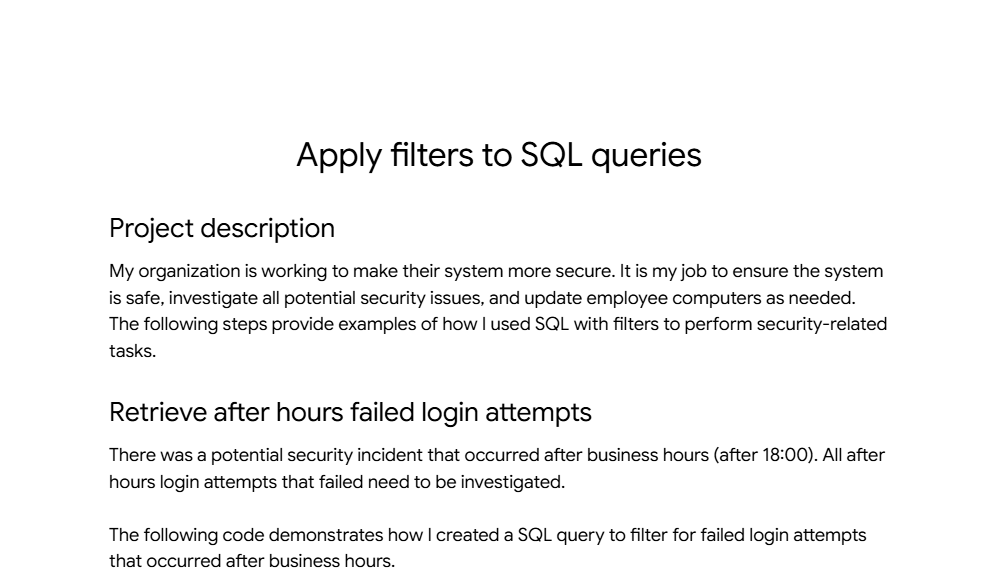 Apply filters to SQL queries
Project description
My organization is working to make their system more secure. It is my job to ensure the system
is safe, investigate all potential security issues, and update employee computers as needed.
The following steps provide examples of how I used SQL with filters to perform security-related
tasks.
Retrieve after hours failed login attempts
There was a potential security incident that occurred after business hours (after 18:00). All after
hours login attempts that failed need to be investigated.
The following code demonstrates how I created a SQL query to filter for failed login attempts
that occurred after business hours.